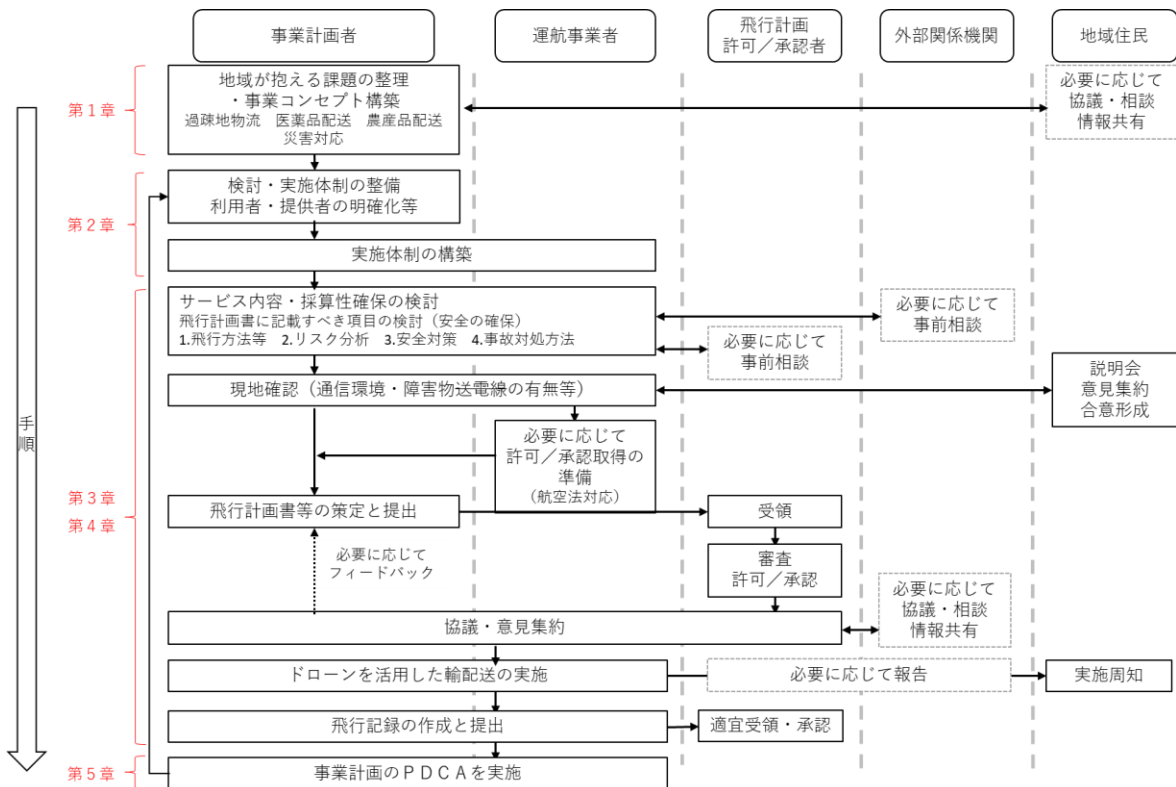 事業計画者
運航事業者
飛行計画
許可／承認者
外部関係機関
地域住民
手
順
第１章
地域が抱える課題の整理
・事業コンセプト構築
過疎地物流　医薬品配送　農産品配送
災害対応
必要に応じて
協議・相談
情報共有
第２章
検討・実施体制の整備
利用者・提供者の明確化等
実施体制の構築
第３章
第４章
サービス内容・採算性確保の検討
飛行計画書に記載すべき項目の検討（安全の確保）
1.飛行方法等　2.リスク分析　3.安全対策　4.事故対処方法
必要に応じて
事前相談
必要に応じて
事前相談
現地確認（通信環境・障害物送電線の有無等）
説明会
意見集約
合意形成
必要に応じて
許可／承認取得の
準備
（航空法対応）
飛行計画書等の策定と提出
受領
必要に応じて
フィードバック
審査
許可／承認
協議・意見集約
必要に応じて
協議・相談
情報共有
ドローンを活用した輸配送の実施
必要に応じて報告
実施周知
飛行記録の作成と提出
適宜受領・承認
第５章
事業計画のＰＤＣＡを実施